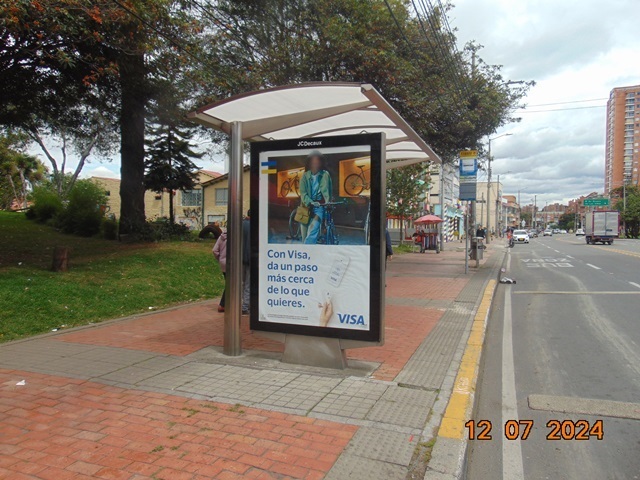 JCDecaux
Con Visa,
da un paso
más cerca
de lo que
quieres.
VISA
12 07 2024